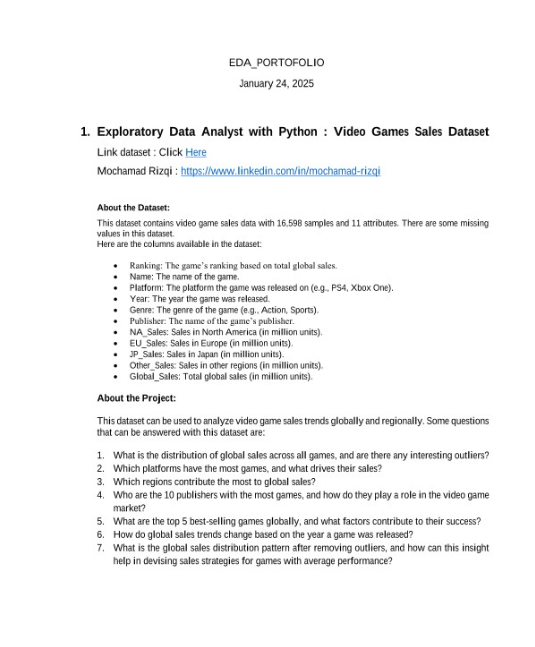 EDA_PORTOFOLIO
January 24, 2025
1. Exploratory Data Analyst with Python : Video Games Sales Dataset
Link dataset : Click Here
Mochamad Rizqi : https://www.linkedin.com/in/mochamad-rizqi
About the Dataset:
This dataset contains video game sales data with 16,598 samples and 11 attributes. There are some missing
values in this dataset.
Here are the columns available in the dataset:
• Ranking: The game's ranking based on total global sales.
• Name: The name of the game.
• Platform: The platform the game was released on (e.g., PS4, Xbox One).
• Year: The year the game was released.
• Genre: The genre of the game (e.g., Action, Sports).
• Publisher: The name of the game's publisher.
• NA_Sales: Sales in North America (in million units).
• EU_Sales: Sales in Europe (in million units).
• JP_Sales: Sales in Japan (in million units).
• Other_Sales: Sales in other regions (in million units).
• Global_Sales: Total global sales (in million units).
About the Project:
This dataset can be used to analyze video game sales trends globally and regionally. Some questions
that can be answered with this dataset are:
1. What is the distribution of global sales across all games, and are there any interesting outliers?
2. Which platforms have the most games, and what drives their sales?
3. Which regions contribute the most to global sales?
4. Who are the 10 publishers with the most games, and how do they play a role in the video game
market?
5. What are the top 5 best-selling games globally, and what factors contribute to their success?
6. How do global sales trends change based on the year a game was released?
7. What is the global sales distribution pattern after removing outliers, and how can this insight
help in devising sales strategies for games with average performance?